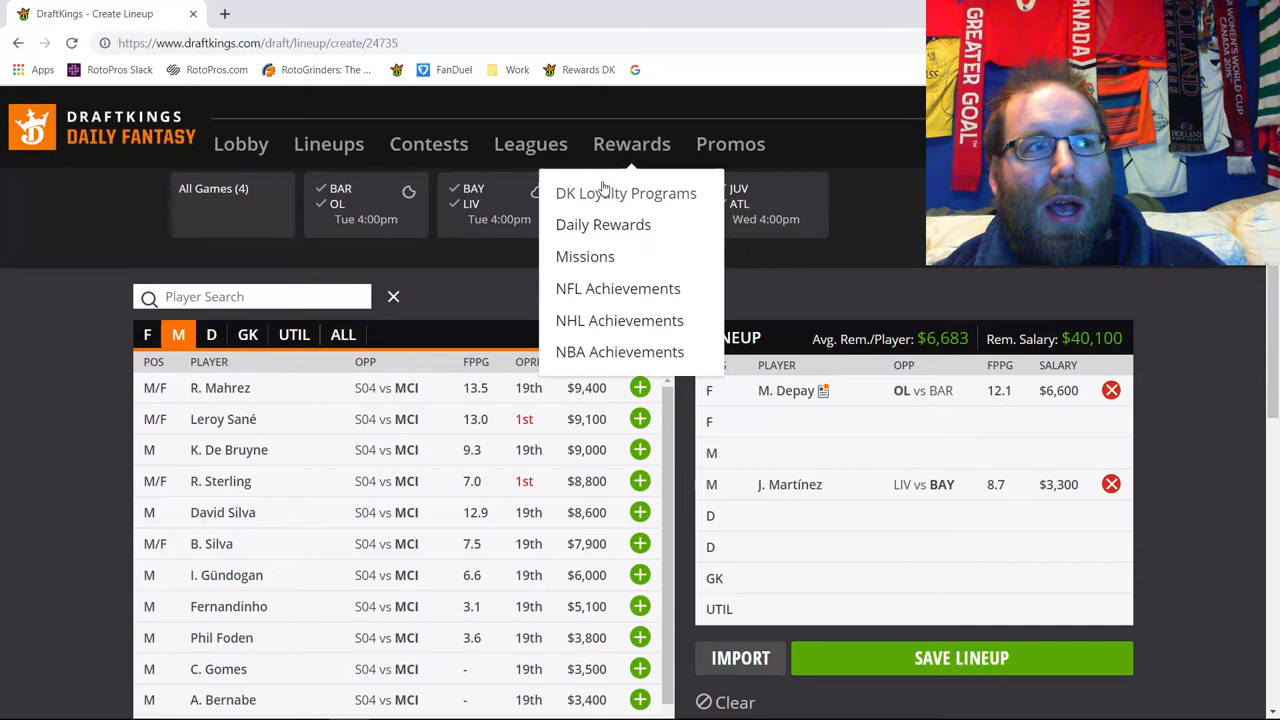 DraftKings - Create Lineup
https://www.draftkings.com/draft/lineup/create/24735
Apps
RotoPros Slack
RotoPros.com
RotoGrinders: The ...
FanDuel
Work
Rewards DK
DRAFTKINGS
DAILY FANTASY
Lobby
Lineups
Contests
Leagues
Rewards
Promos
All Games (4)
BAR
OL
Tue 4:00pm
BAY
LIV
Tue 4:00pm
JUV
ATL
Wed 4:00pm
DK Loyalty Programs
Daily Rewards
Missions
NFL Achievements
NHL Achievements
NBA Achievements
Player Search
F M D GK UTIL ALL
POS PLAYER OPP FPPG OPR
M/F R. Mahrez S04 vs MCI 13.5 19th $9,400
M/F Leroy Sané S04 vs MCI 13.0 1st $9,100
M K. De Bruyne S04 vs MCI 9.3 19th $9,000
M/F R. Sterling S04 vs MCI 7.0 1st $8,800
M David Silva S04 vs MCI 12.9 19th $8,600
M/F B. Silva S04 vs MCI 7.5 19th $7,900
M I. Gündogan S04 vs MCI 6.6 19th $6,000
M Fernandinho S04 vs MCI 3.1 19th $5,100
M Phil Foden S04 vs MCI 3.6 19th $3,800
M C. Gomes S04 vs MCI - 19th $3,500
M A. Bernabe S04 vs MCI - 19th $3,400
EUP Avg. Rem./Player: $6,683 Rem. Salary: $40,100
S PLAYER OPP FPPG SALARY
F M. Depay OL vs BAR 12.1 $6,600
F
M
M J. Martínez LIV vs BAY 8.7 $3,300
D
D
GK
UTIL
IMPORT
SAVE LINEUP
Clear
GREATER GOAL
CANADA
HOLLAND
HOLLAND
WOMEN'S WORLD CUP